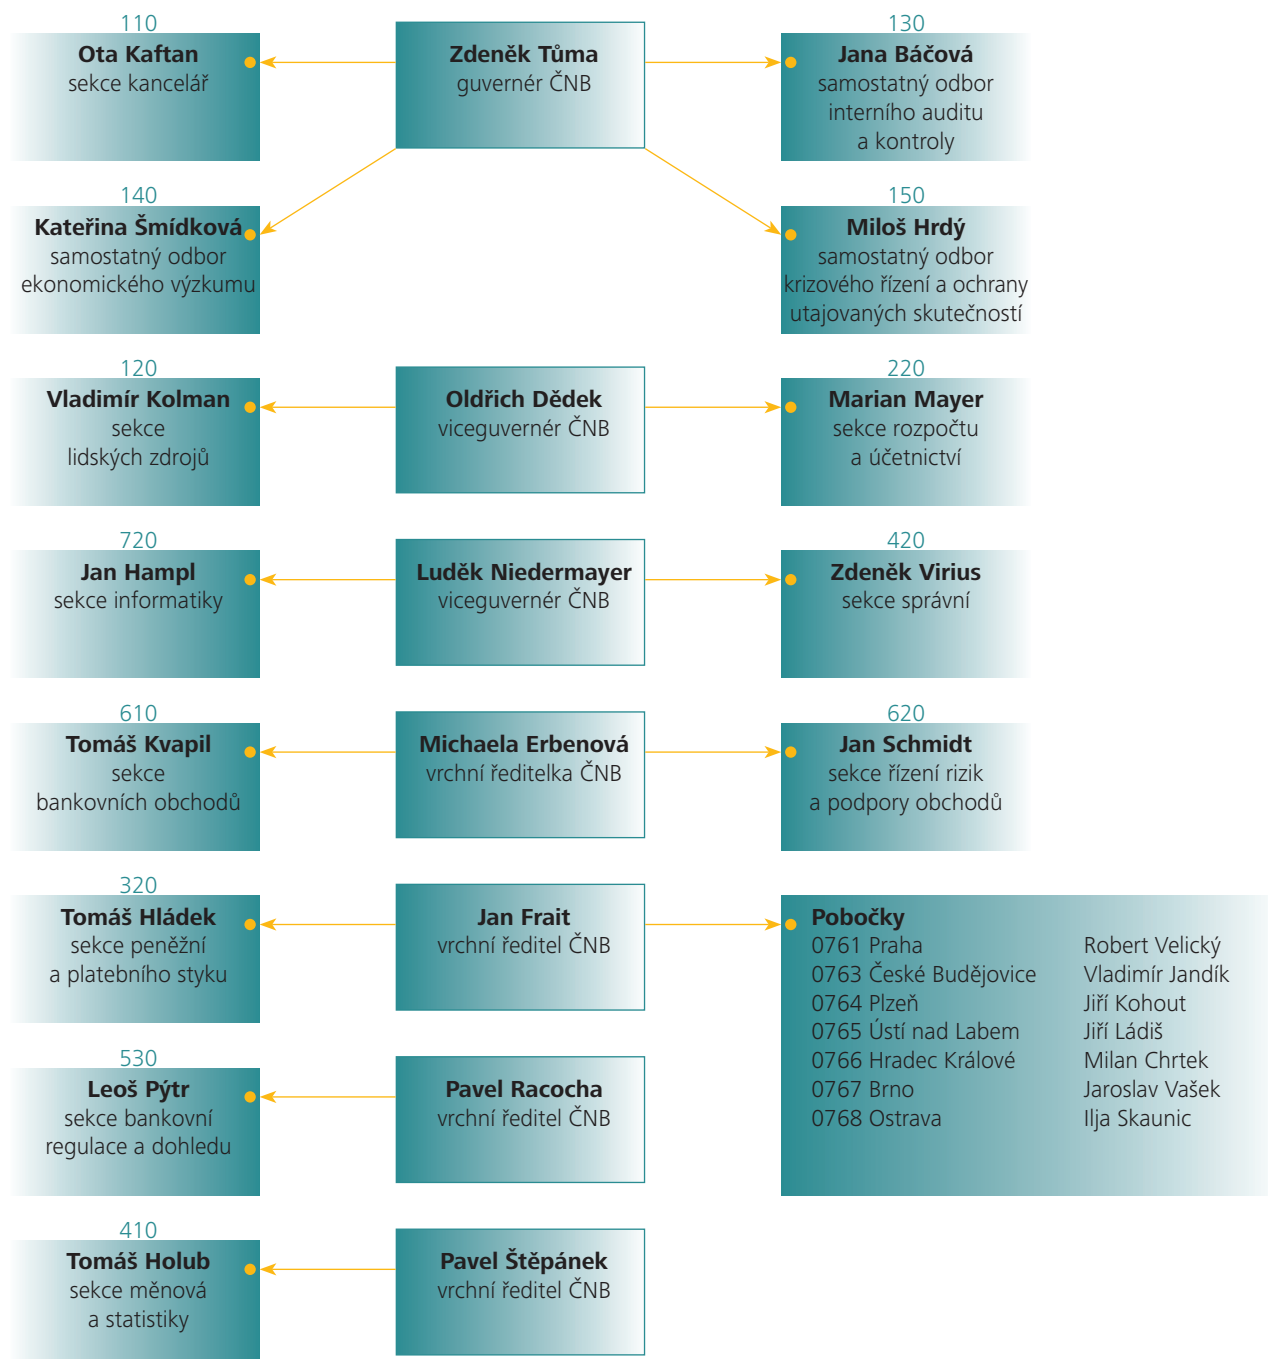 110
Ota Kaftan
sekce kancelář
Zdeněk Tůma
guvernér ČNB
130
Jana Báčová
samostatný odbor
interního auditu
a kontroly
140
Kateřina Šmídková
samostatný odbor
ekonomického výzkumu
150
Miloš Hrdý
samostatný odbor
krizového řízení a ochrany
utajovaných skutečností
120
Vladimír Kolman
sekce
lidských zdrojů
Oldřich Dědek
viceguvernér ČNB
220
Marian Mayer
sekce rozpočtu
a účetnictví
720
Jan Hampl
sekce informatiky
Luděk Niedermayer
viceguvernér ČNB
420
Zdeněk Virius
sekce správní
610
Tomáš Kvapil
sekce
bankovních obchodů
Michaela Erbenová
vrchní ředitelka ČNB
620
Jan Schmidt
sekce řízení rizik
a podpory obchodů
320
Tomáš Hládek
sekce peněžní
a platebního styku
Jan Frait
vrchní ředitel ČNB
Pobočky
0761 Praha Robert Velický
0763 České Budějovice Vladimír Jandík
0764 Plzeň Jiří Kohout
0765 Ústí nad Labem Jiří Ládiš
0766 Hradec Králové Milan Chrtek
0767 Brno Jaroslav Vašek
0768 Ostrava Ilja Skaunic
530
Leoš Pýtr
sekce bankovní
regulace a dohledu
Pavel Racocha
vrchní ředitel ČNB
410
Tomáš Holub
sekce měnová
a statistiky
Pavel Štěpánek
vrchní ředitel ČNB